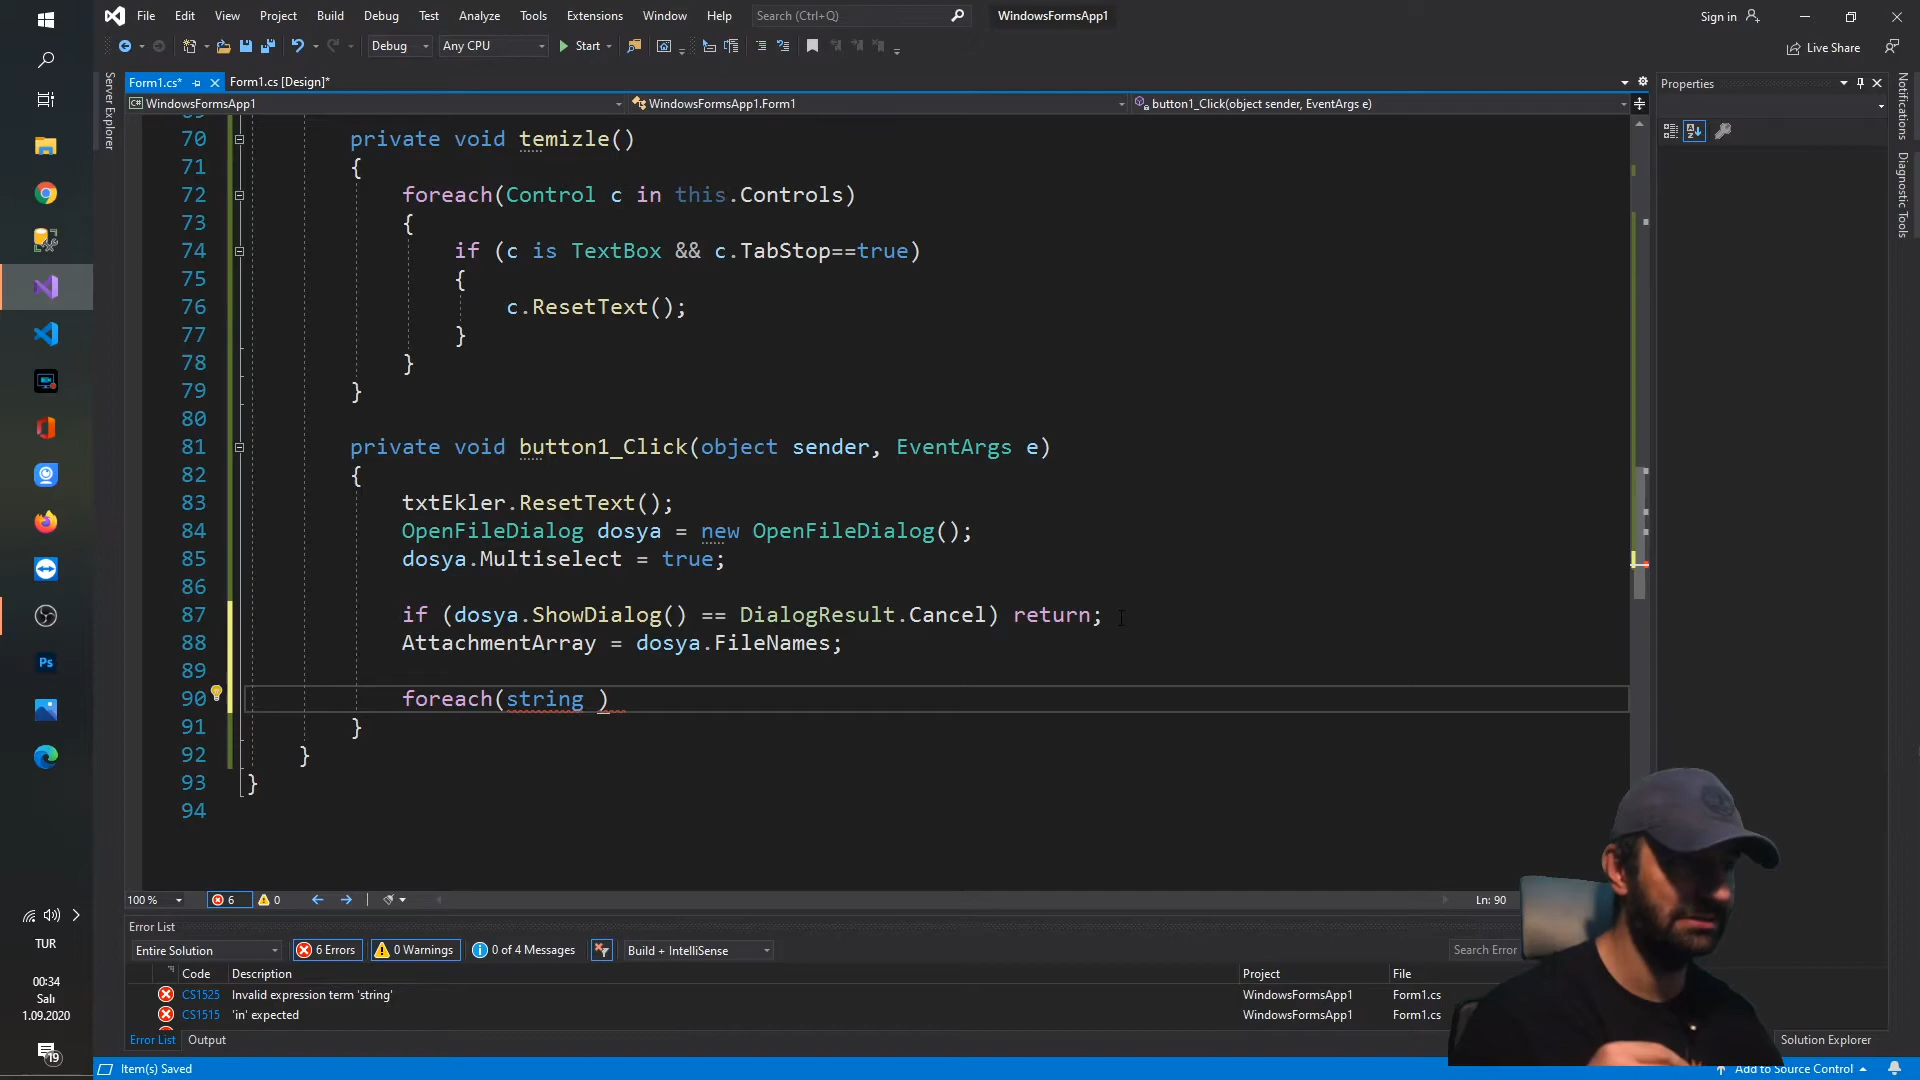 File Edit View Project Build Debug Test Analyze Tools Extensions Window Help Search (Ctrl+Q) WindowsFormsApp1 Sign in
Debug Any CPU Start Live Share
Form1.cs* Form1.cs [Design]* Properties
WindowsFormsApp1 WindowsFormsApp1.Form1 button1_Click(object sender, EventArgs e)
Server Explorer
Notifications
Diagnostic Tools
70 private void temizle()
71 {
72 foreach(Control c in this.Controls)
73 {
74 if (c is TextBox && c.TabStop==true)
75 {
76 c.ResetText();
77 }
78 }
79 }
80
81 private void button1_Click(object sender, EventArgs e)
82 {
83 txtEkler.ResetText();
84 OpenFileDialog dosya = new OpenFileDialog();
85 dosya.Multiselect = true;
86
87 if (dosya.ShowDialog() == DialogResult.Cancel) return;
88 AttachmentArray = dosya.FileNames;
89
90 foreach(string )
91 }
92 }
93 }
94
100 % 6 0 Ln: 90
Error List
Entire Solution 6 Errors 0 Warnings 0 of 4 Messages Build + IntelliSense Search Error
Code Description Project File
CS1525 Invalid expression term 'string' WindowsFormsApp1 Form1.cs
CS1515 'in' expected WindowsFormsApp1 Form1.cs
Error List Output Solution Explorer
Item(s) Saved Add to Source Control
Ps
TUR
00:34
Salı
1.09.2020
19